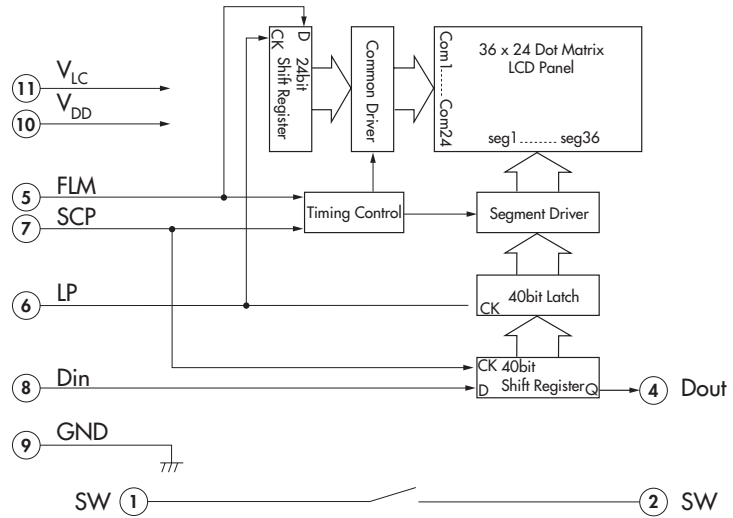 D
CK
24bit
Shift Register
Common Driver
Com1...... Com24
36 x 24 Dot Matrix
LCD Panel
seg1......... seg36
11 VLC
10 VDD
5 FLM
7 SCP
Timing Control
Segment Driver
6 LP
40bit Latch
CK
8 Din
CK 40bit
D Shift Register Q
4 Dout
9 GND
SW 1
2 SW